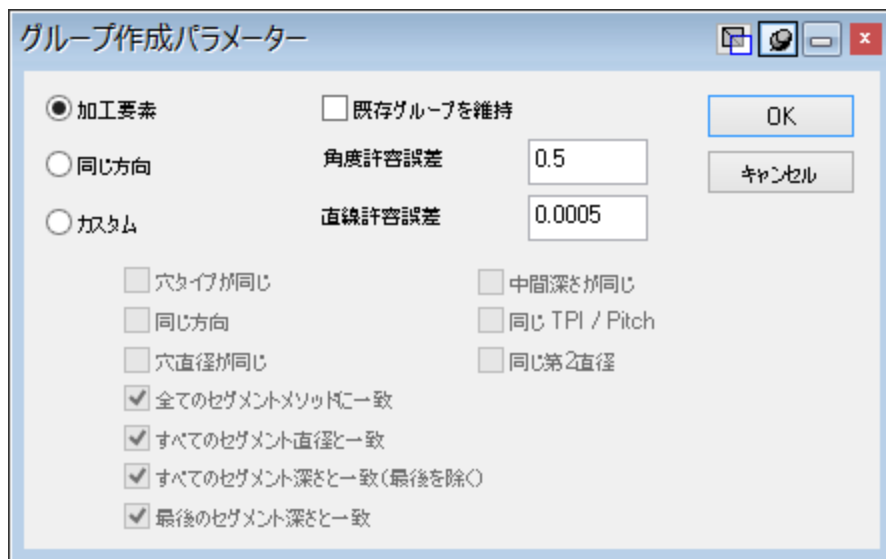 グループ作成パラメーター
加工要素
既存グループを維持
OK
同じ方向
角度許容誤差
0.5
キャンセル
カスタム
直線許容誤差
0.0005
穴タイプが同じ
中間深さが同じ
同じ方向
同じ TPI / Pitch
穴直径が同じ
同じ第2直径
全てのセグメントメソッドに一致
すべてのセグメント直径と一致
すべてのセグメント深さと一致(最後を除く)
最後のセグメント深さと一致